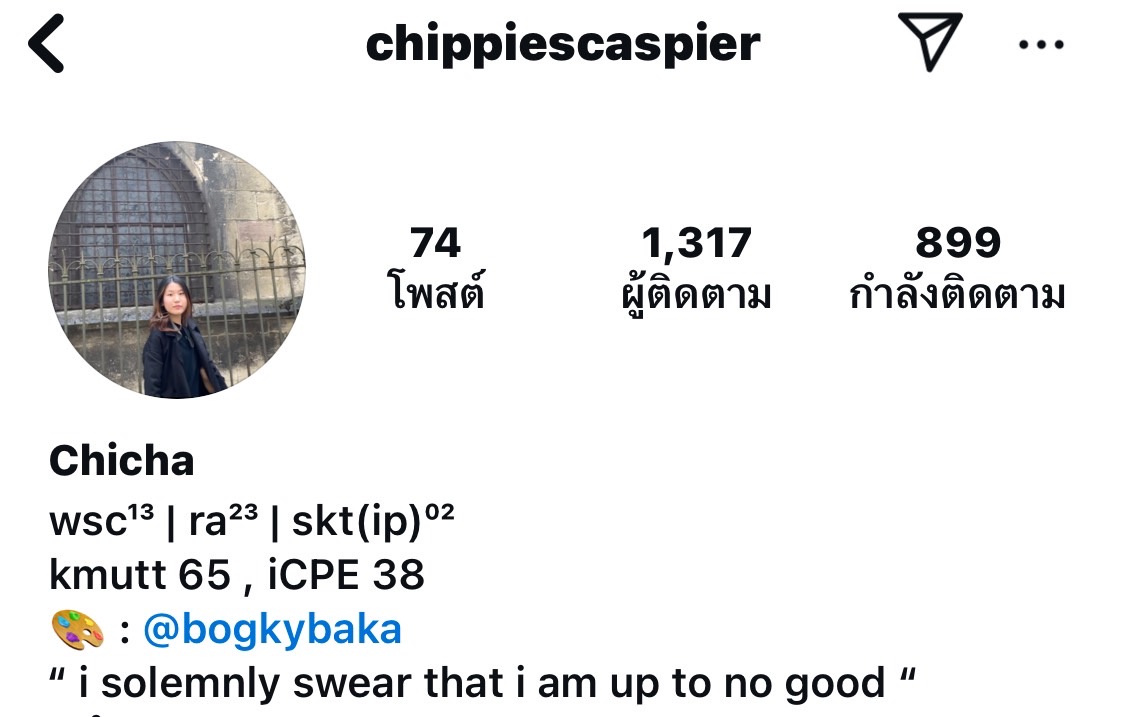 chippiescaspier
74 1,317 899
โพสต์ ผู้ติดตาม กำลังติดตาม
Chicha
wsc¹³ | ra²³ | skt(ip)⁰²
kmutt 65 , iCPE 38
🎨 : @bogkybaka
“ i solemnly swear that i am up to no good “